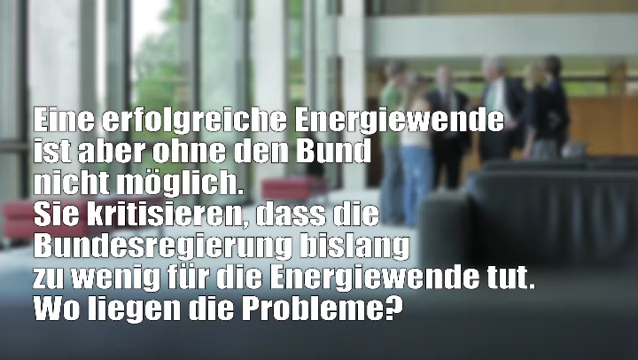 Eine erfolgreiche Energiewende
ist aber ohne den Bund
nicht möglich.
Sie kritisieren, dass die
Bundesregierung bislang
zu wenig für die Energiewende tut.
Wo liegen die Probleme?